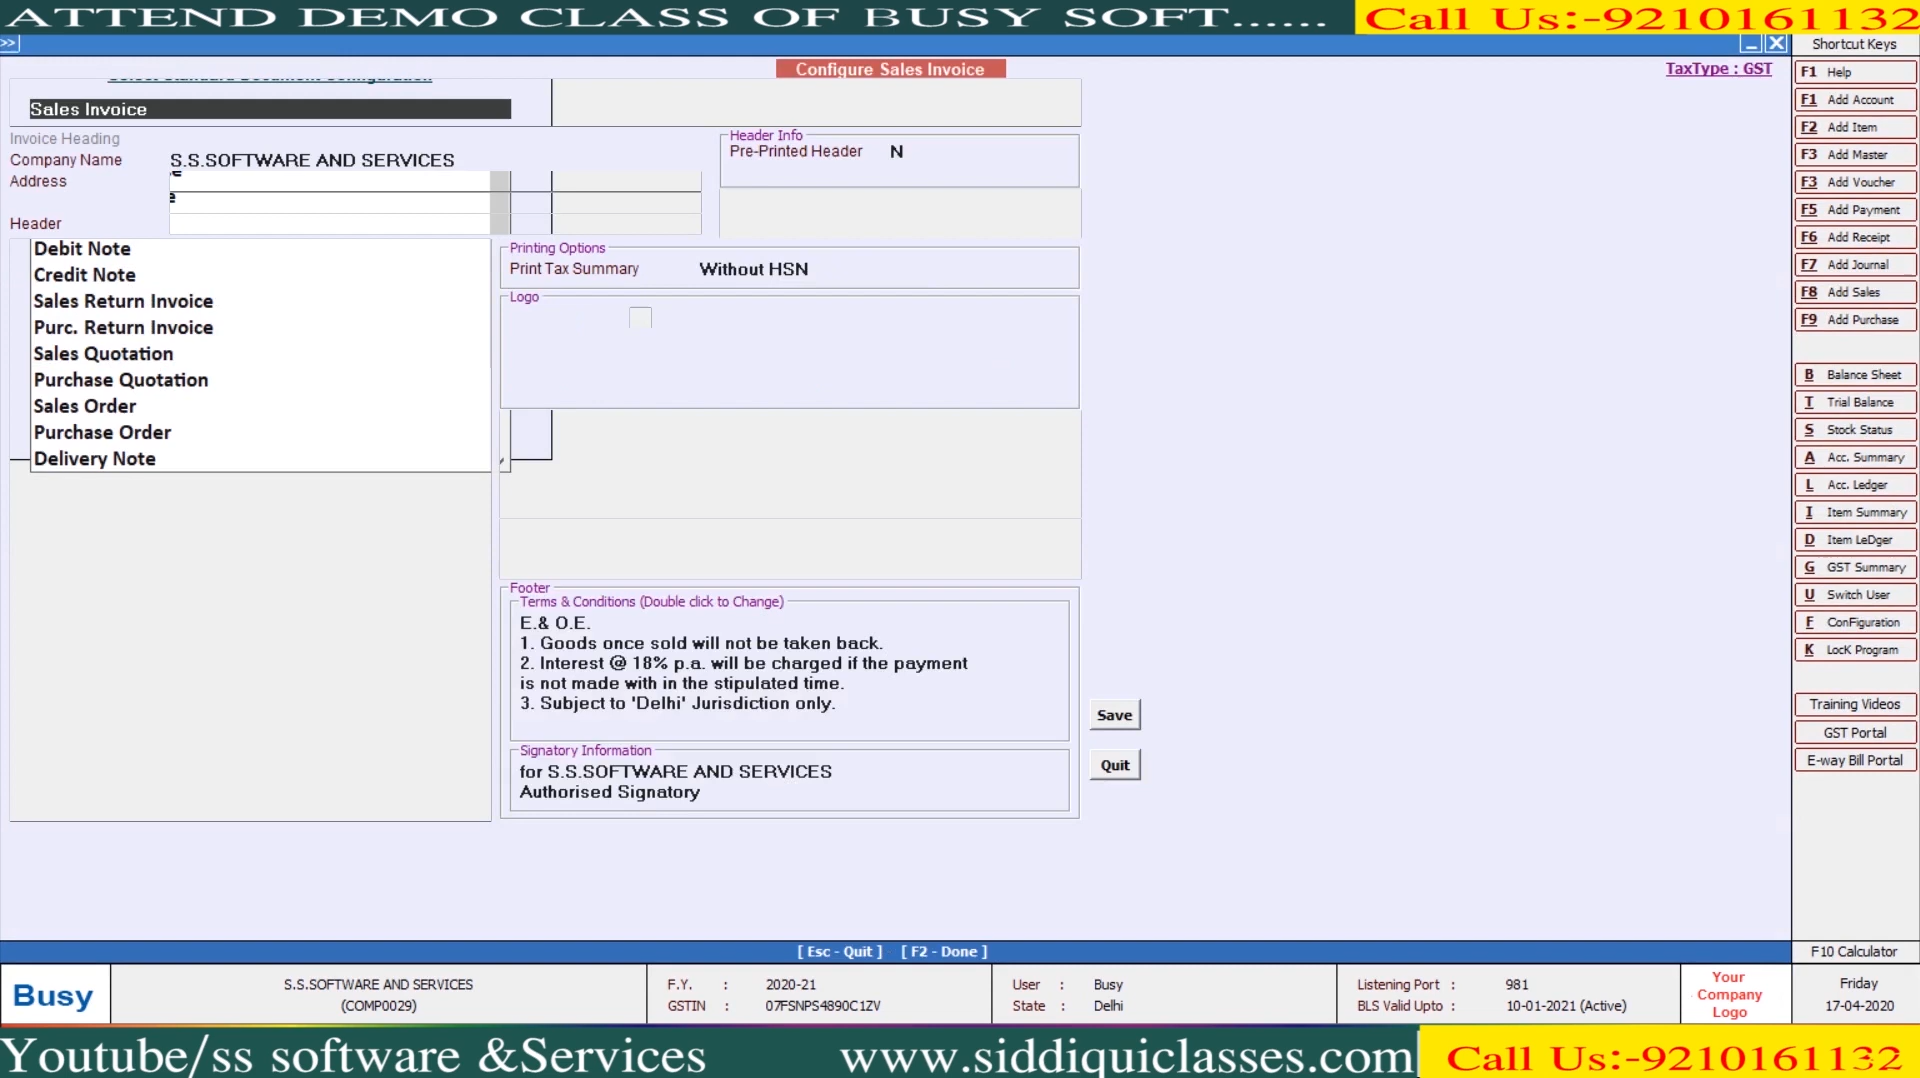 ATTEND DEMO CLASS OF BUSY SOFT......
Call Us:-9210161132
>>
Shortcut Keys
Configure Sales Invoice
TaxType : GST
Sales Invoice
Invoice Heading
Company Name S.S.SOFTWARE AND SERVICES
Address
Header
Header Info
Pre-Printed Header N
Debit Note
Credit Note
Sales Return Invoice
Purc. Return Invoice
Sales Quotation
Purchase Quotation
Sales Order
Purchase Order
Delivery Note
Printing Options
Print Tax Summary Without HSN
Logo
Footer
Terms & Conditions (Double click to Change)
E.& O.E.
1. Goods once sold will not be taken back.
2. Interest @ 18% p.a. will be charged if the payment
is not made with in the stipulated time.
3. Subject to 'Delhi' Jurisdiction only.
Signatory Information
for S.S.SOFTWARE AND SERVICES
Authorised Signatory
Save
Quit
F1 Help
F1 Add Account
F2 Add Item
F3 Add Master
F3 Add Voucher
F5 Add Payment
F6 Add Receipt
F7 Add Journal
F8 Add Sales
F9 Add Purchase
B Balance Sheet
T Trial Balance
S Stock Status
A Acc. Summary
L Acc. Ledger
I Item Summary
D Item LeDger
G GST Summary
U Switch User
F ConFiguration
K LocK Program
Training Videos
GST Portal
E-way Bill Portal
[ Esc - Quit ] [ F2 - Done ]
F10 Calculator
Busy
S.S.SOFTWARE AND SERVICES
(COMP0029)
F.Y. : 2020-21
GSTIN : 07FSNPS4890C1ZV
User : Busy
State : Delhi
Listening Port : 981
BLS Valid Upto : 10-01-2021 (Active)
Your
Company
Logo
Friday
17-04-2020
Youtube/ss software &Services
www.siddiquiclasses.com
Call Us:-9210161132